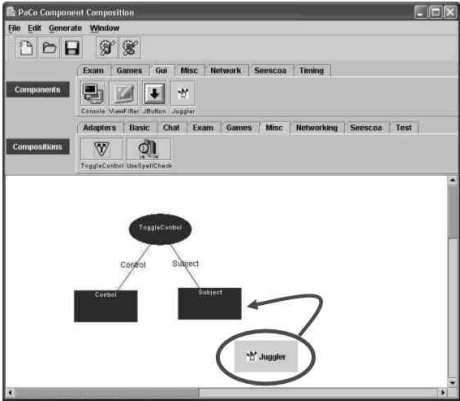 PaCo Component Composition
File Edit Generate Window
Exam Games Gui Misc Network Seescoa Timing
Components
Console ViewFilter JButton Juggler
Adapters Basic Chat Exam Games Misc Networking Seescoa Test
Compositions
ToggleControl UseSpellCheck
ToggleControl
Control Subject
Control Subject
Juggler